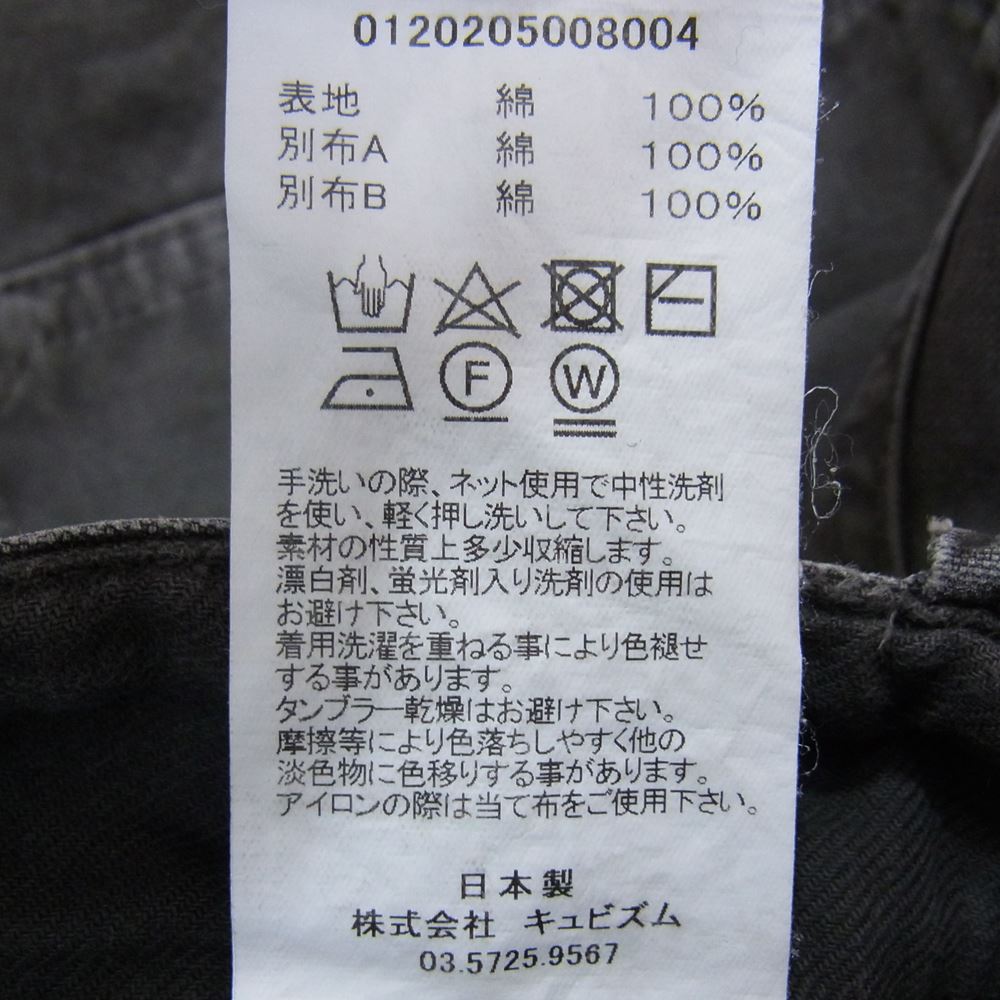 0120205008004
表地 綿 100%
別布A 綿 100%
別布B 綿 100%
F W
手洗いの際、ネット使用で中性洗剤
を使い、軽く押し洗いして下さい。
素材の性質上多少収縮します。
漂白剤、蛍光剤入り洗剤の使用は
お避け下さい。
着用洗濯を重ねる事により色褪せ
する事があります。
タンブラー乾燥はお避け下さい。
摩擦等により色落ちしやすく他の
淡色物に色移りする事があります。
アイロンの際は当て布をご使用下さい。
日本製
株式会社 キュビズム
03.5725.9567